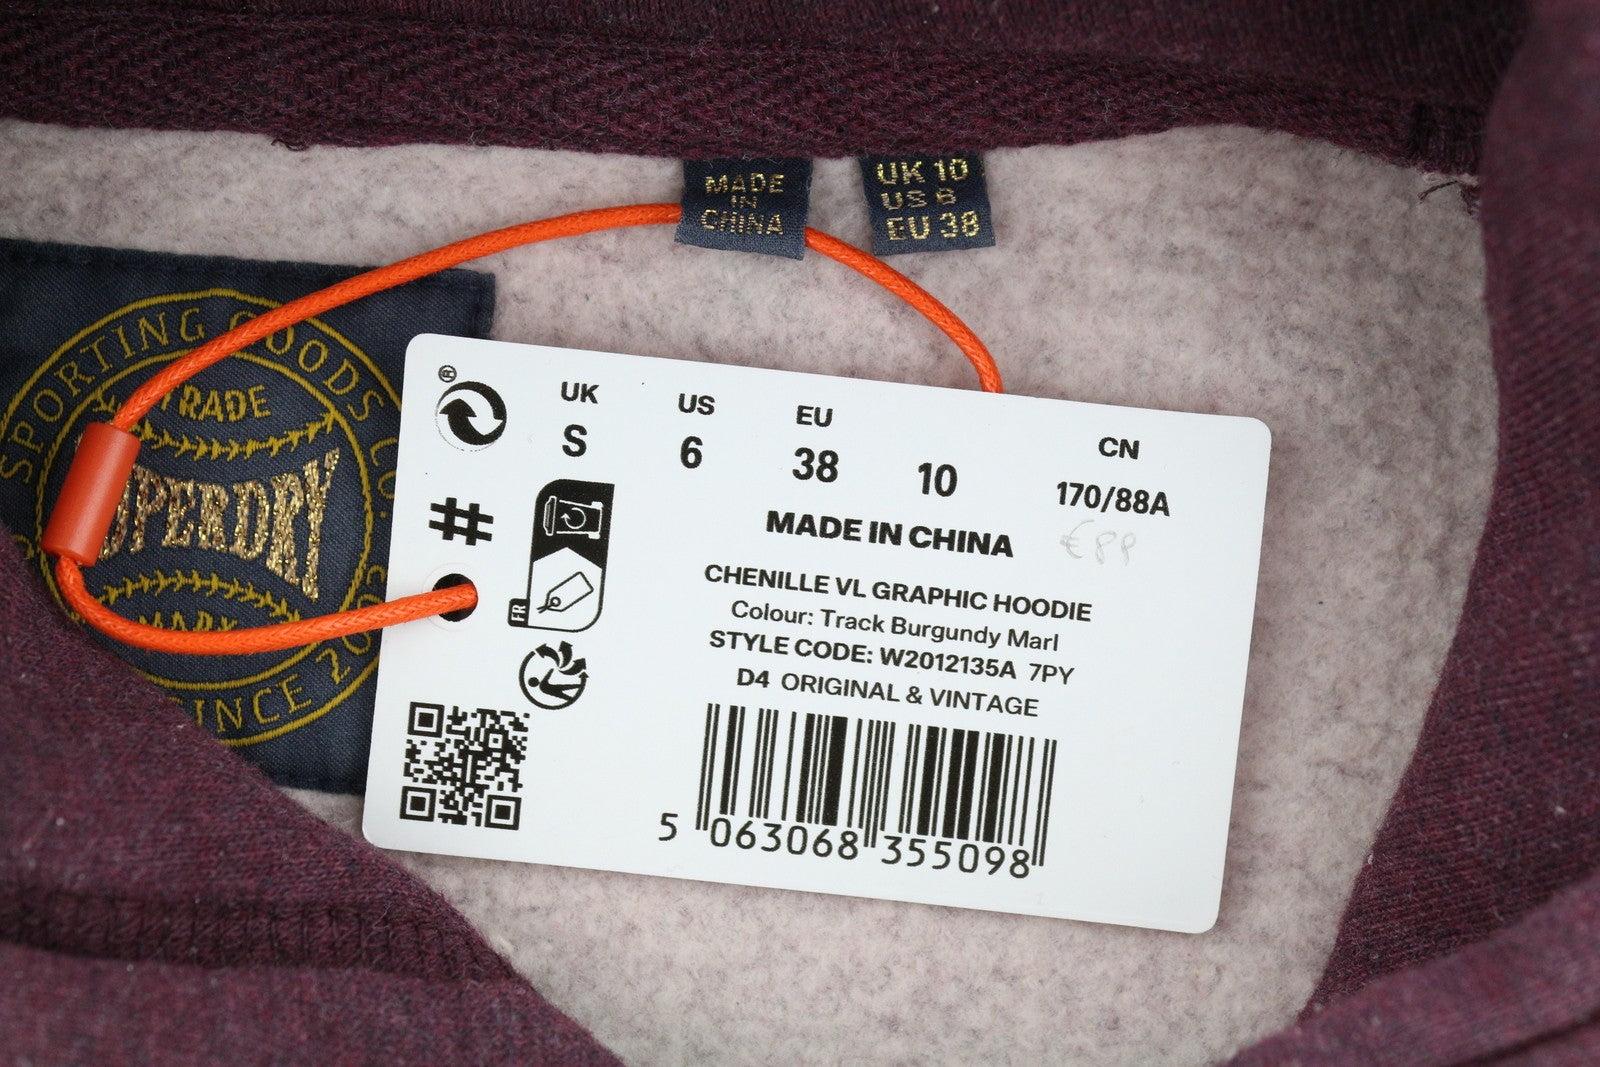 MADE
IN
CHINA
UK 10
US 6
EU 38
SPORTING GOODS CO.
TRADE
SUPERDRY
MARK
SINCE 20
UK US EU CN
S 6 38 10 170/88A
MADE IN CHINA
€89
CHENILLE VL GRAPHIC HOODIE
Colour: Track Burgundy Marl
STYLE CODE: W2012135A 7PY
D4 ORIGINAL & VINTAGE
FR
#
5 063068 355098